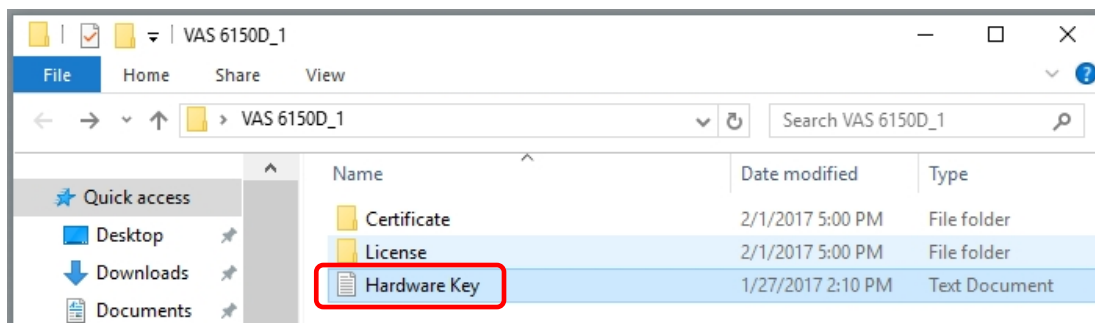 VAS 6150D_1
File Home Share View
VAS 6150D_1 Search VAS 6150D_1
Name Date modified Type
Quick access
Desktop
Downloads
Documents
Certificate 2/1/2017 5:00 PM File folder
License 2/1/2017 5:00 PM File folder
Hardware Key 1/27/2017 2:10 PM Text Document